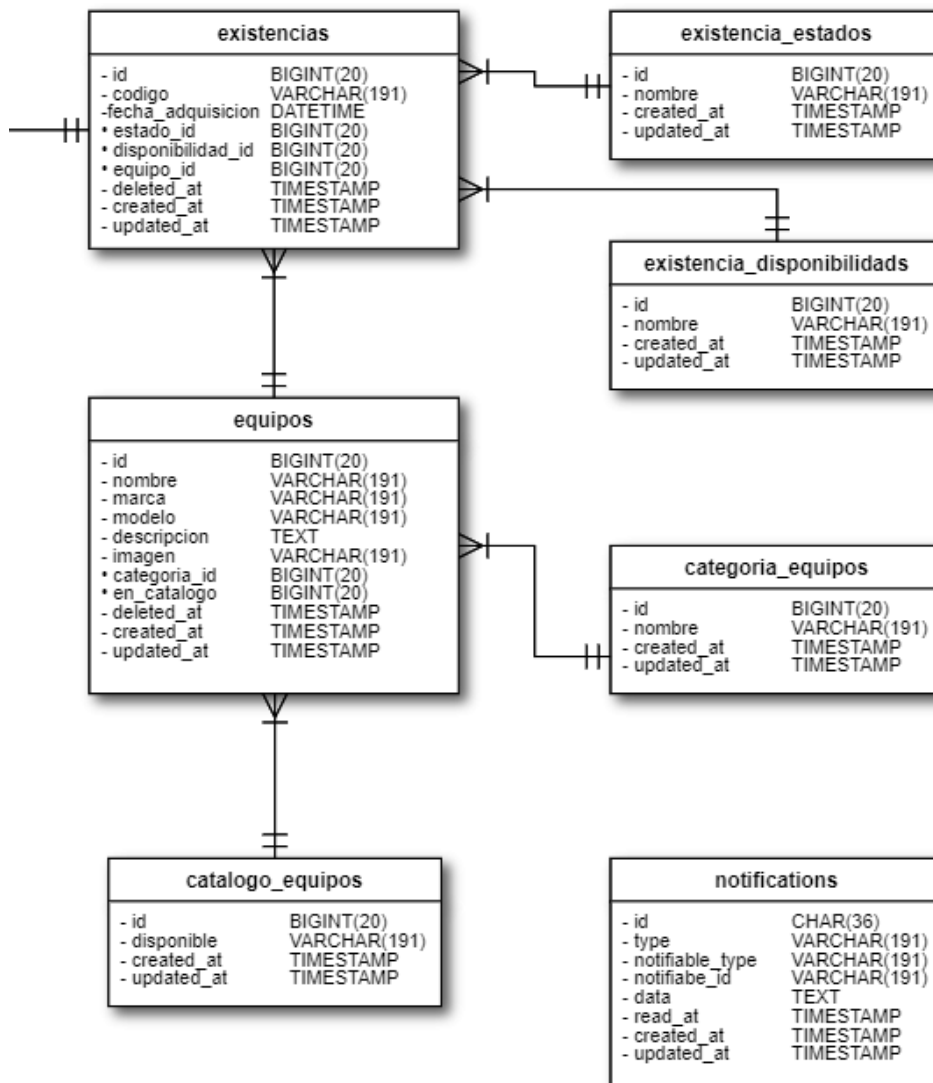 existencias
- id BIGINT(20)
- codigo VARCHAR(191)
-fecha_adquisicion DATETIME
• estado_id BIGINT(20)
• disponibilidad_id BIGINT(20)
• equipo_id BIGINT(20)
- deleted_at TIMESTAMP
- created_at TIMESTAMP
- updated_at TIMESTAMP
existencia_estados
- id BIGINT(20)
- nombre VARCHAR(191)
- created_at TIMESTAMP
- updated_at TIMESTAMP
existencia_disponibilidads
- id BIGINT(20)
- nombre VARCHAR(191)
- created_at TIMESTAMP
- updated_at TIMESTAMP
equipos
- id BIGINT(20)
- nombre VARCHAR(191)
- marca VARCHAR(191)
- modelo VARCHAR(191)
- descripcion TEXT
- imagen VARCHAR(191)
• categoria_id BIGINT(20)
• en_catalogo BIGINT(20)
- deleted_at TIMESTAMP
- created_at TIMESTAMP
- updated_at TIMESTAMP
categoria_equipos
- id BIGINT(20)
- nombre VARCHAR(191)
- created_at TIMESTAMP
- updated_at TIMESTAMP
catalogo_equipos
- id BIGINT(20)
- disponible VARCHAR(191)
- created_at TIMESTAMP
- updated_at TIMESTAMP
notifications
- id CHAR(36)
- type VARCHAR(191)
- notifiable_type VARCHAR(191)
- notifiabe_id VARCHAR(191)
- data TEXT
- read_at TIMESTAMP
- created_at TIMESTAMP
- updated_at TIMESTAMP